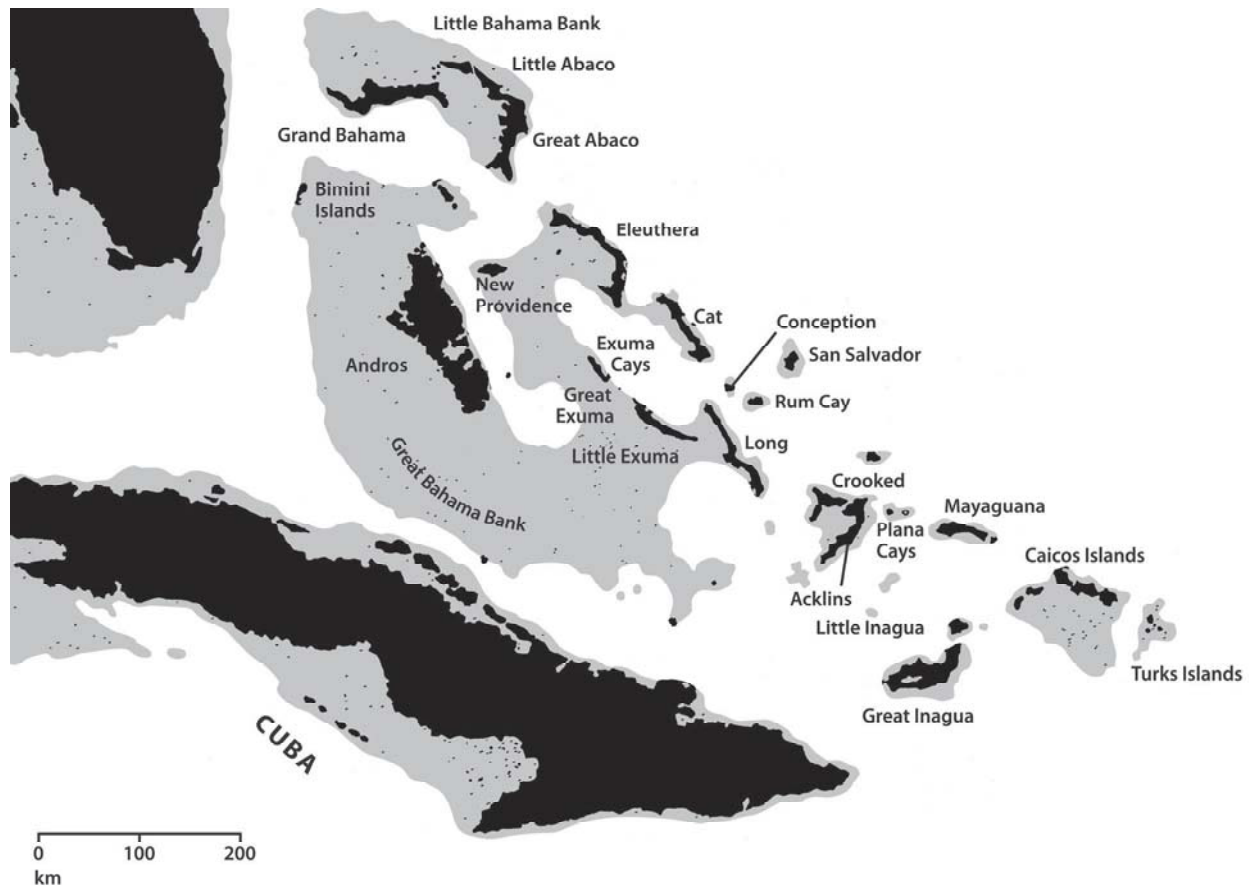 Little Bahama Bank
Little Abaco
Grand Bahama
Great Abaco
Bimini
Islands
Eleuthera
New
Providence
Cat
Conception
San Salvador
Exuma
Cays
Andros
Great
Exuma
Rum Cay
Little Exuma
Long
Great Bahama Bank
Crooked
Plana
Cays
Mayaguana
Caicos Islands
Acklins
Little Inagua
Turks Islands
Great Inagua
CUBA
0 100 200
km